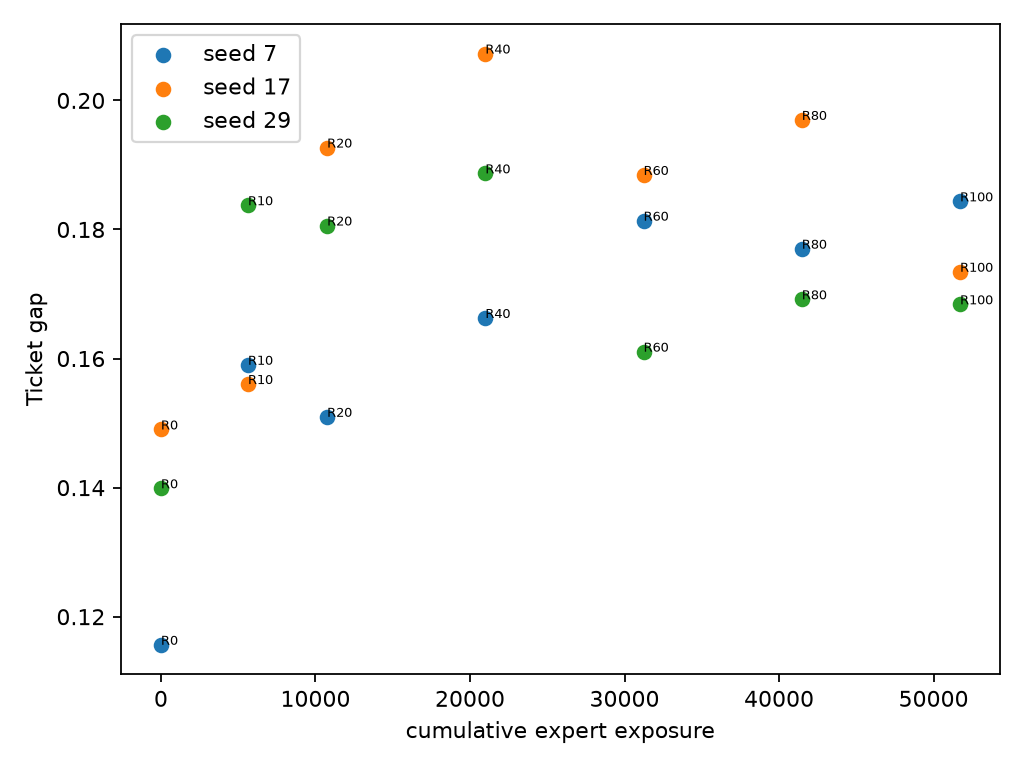 seed 7
seed 17
seed 29
R40
R80
R20
R40
R60
R10
R100
R20
R60
R80
R100
R80
R100
R40
R60
R10
R10
R20
R0
R0
R0
0.20
0.18
0.16
0.14
0.12
Ticket gap
0
10000
20000
30000
40000
50000
cumulative expert exposure